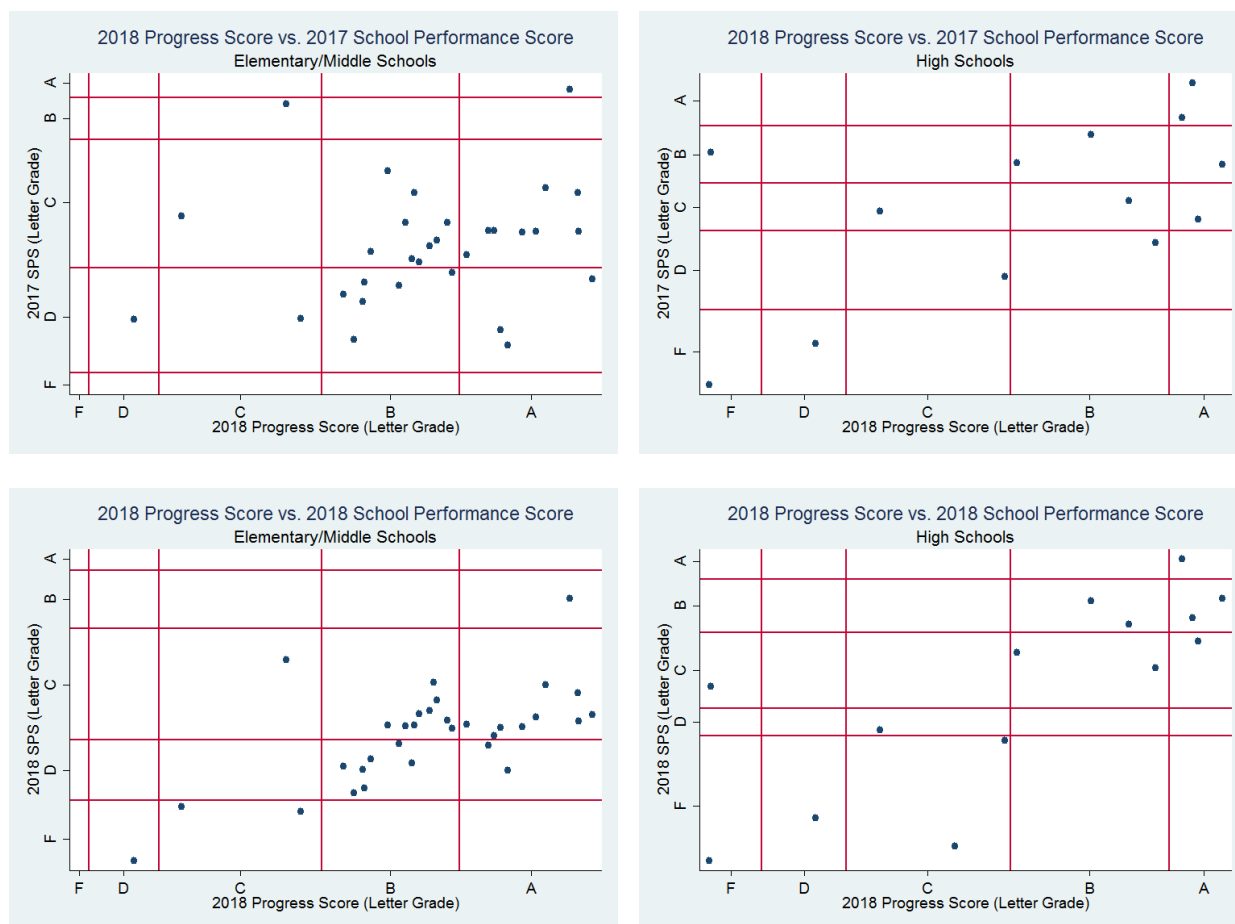 2018 Progress Score vs. 2017 School Performance Score
Elementary/Middle Schools
2017 SPS (Letter Grade)
A
B
C
D
F
F D C B A
2018 Progress Score (Letter Grade)
2018 Progress Score vs. 2017 School Performance Score
High Schools
2017 SPS (Letter Grade)
A
B
C
D
F
F D C B A
2018 Progress Score (Letter Grade)
2018 Progress Score vs. 2018 School Performance Score
Elementary/Middle Schools
2018 SPS (Letter Grade)
A
B
C
D
F
F D C B A
2018 Progress Score (Letter Grade)
2018 Progress Score vs. 2018 School Performance Score
High Schools
2018 SPS (Letter Grade)
A
B
C
D
F
F D C B A
2018 Progress Score (Letter Grade)